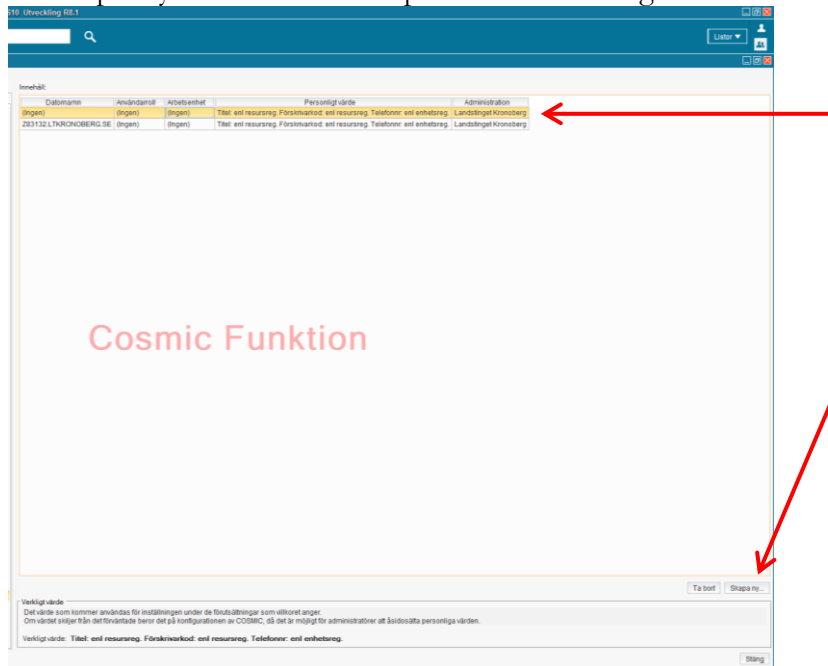 S10 Utveckling R8.1
Listor
Innehåll:
Datornamn Användarroll Arbetsenhet Personligt värde Administration
(Ingen) (Ingen) (Ingen) Titel: enl resursreg. Förskrivarkod: enl resursreg. Telefonnr: enl enhetsreg. Landstinget Kronoberg
Z83132.LTKRONOBERG.SE (Ingen) (Ingen) Titel: enl resursreg. Förskrivarkod: enl resursreg. Telefonnr: enl enhetsreg. Landstinget Kronoberg
Cosmic Funktion
Ta bort Skapa ny...
Verkligt värde
Det värde som kommer användas för inställningen under de förutsättningar som villkoret anger.
Om värdet skiljer från det förväntade beror det på konfigurationen av COSMIC, då det är möjligt för administratörer att åsidosätta personliga värden.
Verkligt värde: Titel: enl resursreg. Förskrivarkod: enl resursreg. Telefonnr: enl enhetsreg.
Stäng